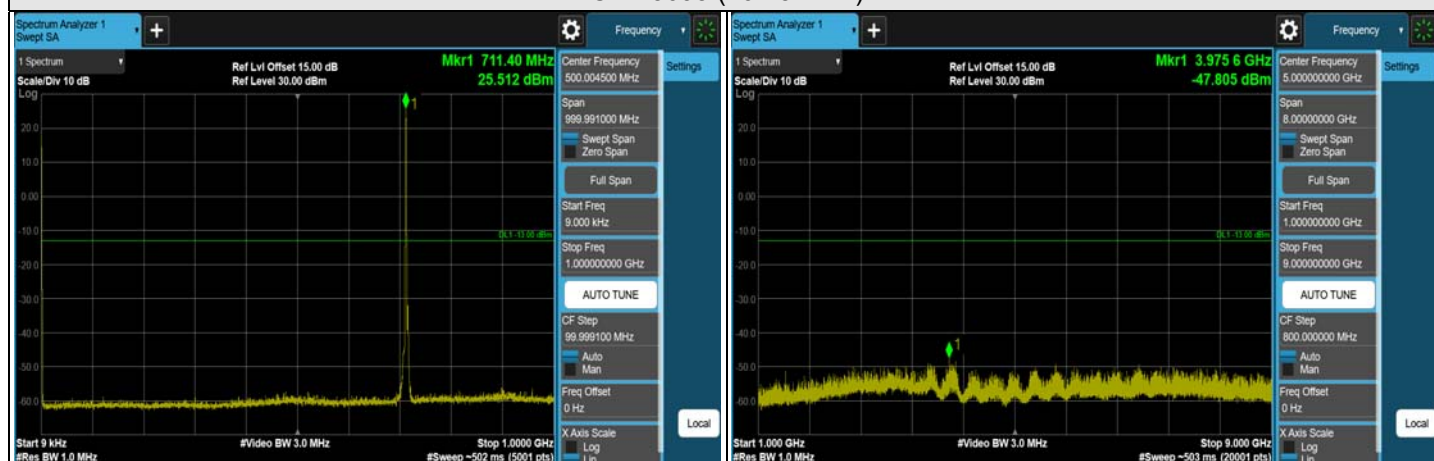 Spectrum Analyzer 1
Swept SA
+
Frequency
1 Spectrum
Scale/Div 10 dB
Log
Ref Lvl Offset 15.00 dB
Ref Level 30.00 dBm
Mkr1 711.40 MHz
25.512 dBm
1
20.0
10.0
0.00
-10.0
-20.0
-30.0
-40.0
-50.0
-60.0
DL1 -13.00 dBm
Start 9 kHz
#Res BW 1.0 MHz
#Video BW 3.0 MHz
Stop 1.0000 GHz
#Sweep ~502 ms (5001 pts)
Center Frequency
500.004500 MHz
Settings
Span
999.991000 MHz
Swept Span
Zero Span
Full Span
Start Freq
9.000 kHz
Stop Freq
1.000000000 GHz
AUTO TUNE
CF Step
99.999100 MHz
Auto
Man
Freq Offset
0 Hz
X Axis Scale
Log
Lin
Local
Spectrum Analyzer 1
Swept SA
+
Frequency
1 Spectrum
Scale/Div 10 dB
Log
Ref Lvl Offset 15.00 dB
Ref Level 30.00 dBm
Mkr1 3.975 6 GHz
-47.805 dBm
1
20.0
10.0
0.00
-10.0
-20.0
-30.0
-40.0
-50.0
-60.0
DL1 -13.00 dBm
Start 1.000 GHz
#Res BW 1.0 MHz
#Video BW 3.0 MHz
Stop 9.000 GHz
#Sweep ~503 ms (20001 pts)
Center Frequency
5.000000000 GHz
Settings
Span
8.00000000 GHz
Swept Span
Zero Span
Full Span
Start Freq
1.000000000 GHz
Stop Freq
9.000000000 GHz
AUTO TUNE
CF Step
800.000000 MHz
Auto
Man
Freq Offset
0 Hz
X Axis Scale
Log
Lin
Local